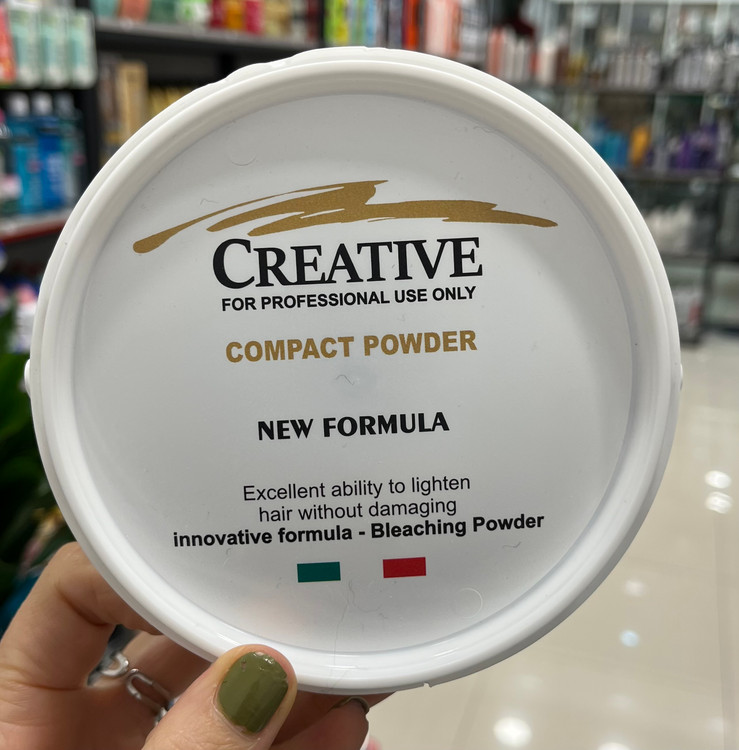 CREATIVE
FOR PROFESSIONAL USE ONLY
COMPACT POWDER
NEW FORMULA
Excellent ability to lighten
hair without damaging
innovative formula - Bleaching Powder